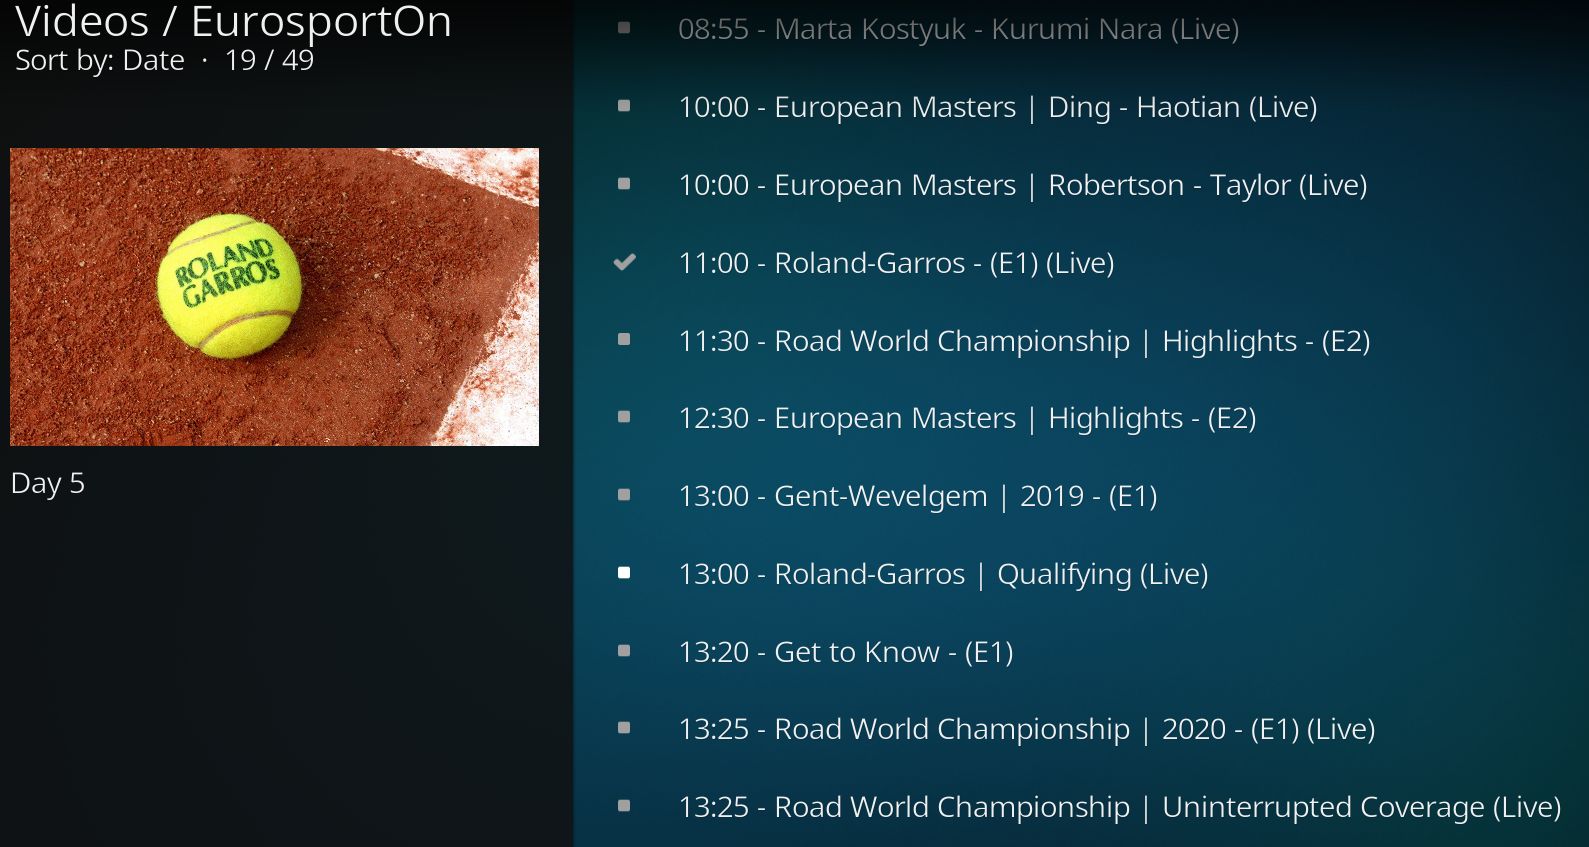 Videos / EurosportOn
Sort by: Date · 19 / 49
ROLAND
GARROS
Day 5
08:55 - Marta Kostyuk - Kurumi Nara (Live)
10:00 - European Masters | Ding - Haotian (Live)
10:00 - European Masters | Robertson - Taylor (Live)
11:00 - Roland-Garros - (E1) (Live)
11:30 - Road World Championship | Highlights - (E2)
12:30 - European Masters | Highlights - (E2)
13:00 - Gent-Wevelgem | 2019 - (E1)
13:00 - Roland-Garros | Qualifying (Live)
13:20 - Get to Know - (E1)
13:25 - Road World Championship | 2020 - (E1) (Live)
13:25 - Road World Championship | Uninterrupted Coverage (Live)